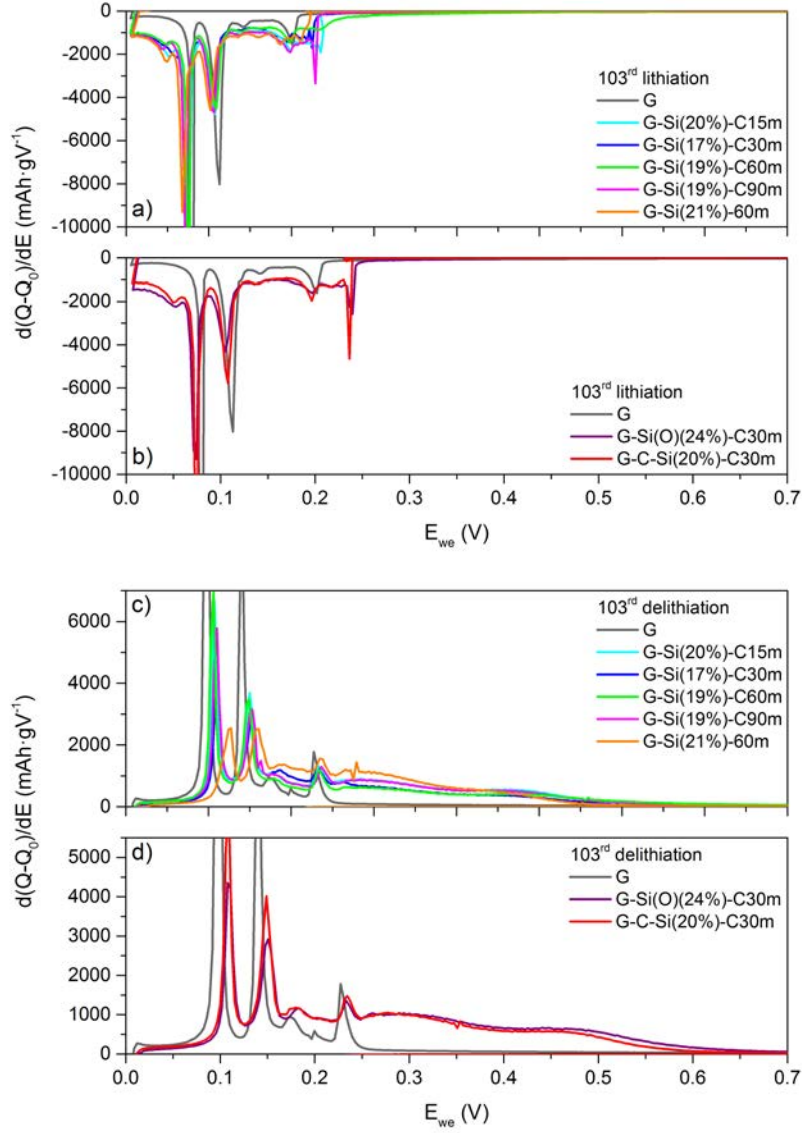 0
-2000
-4000
-6000
-8000
-10000
a)
103rd lithiation
G
G-Si(20%)-C15m
G-Si(17%)-C30m
G-Si(19%)-C60m
G-Si(19%)-C90m
G-Si(21%)-60m
d(Q-Q0)/dE (mAh·gV-1)
0
-2000
-4000
-6000
-8000
-10000
b)
103rd lithiation
G
G-Si(O)(24%)-C30m
G-C-Si(20%)-C30m
0.0 0.1 0.2 0.3 0.4 0.5 0.6 0.7
Ewe (V)
6000
4000
2000
0
c)
103rd delithiation
G
G-Si(20%)-C15m
G-Si(17%)-C30m
G-Si(19%)-C60m
G-Si(19%)-C90m
G-Si(21%)-60m
d(Q-Q0)/dE (mAh·gV-1)
5000
4000
3000
2000
1000
0
d)
103rd delithiation
G
G-Si(O)(24%)-C30m
G-C-Si(20%)-C30m
0.0 0.1 0.2 0.3 0.4 0.5 0.6 0.7
Ewe (V)